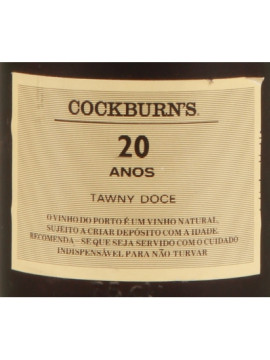 COCKBURN'S
20
ANOS
TAWNY DOCE
O VINHO DO PORTO É UM VINHO NATURAL,
SUJEITO A CRIAR DEPÓSITO COM A IDADE.
RECOMENDA-SE QUE SEJA SERVIDO COM O CUIDADO
INDISPENSÁVEL PARA NÃO TURVAR